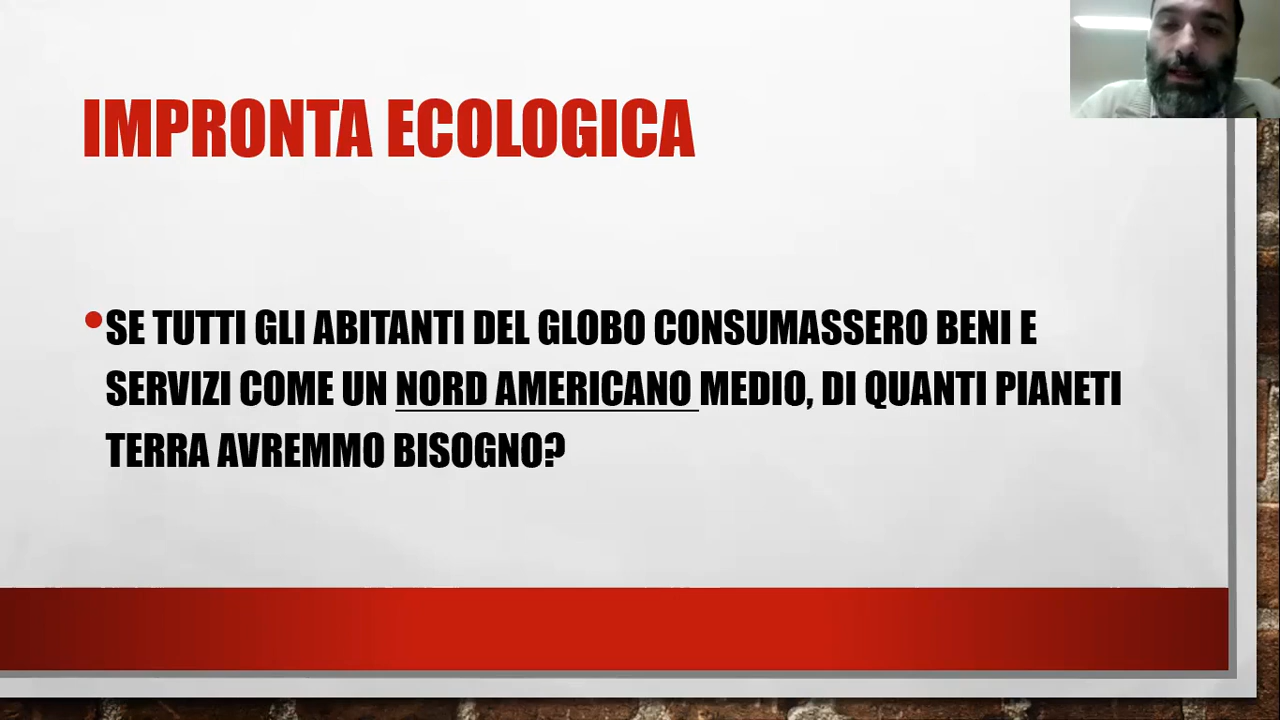 IMPRONTA ECOLOGICA
•SE TUTTI GLI ABITANTI DEL GLOBO CONSUMASSERO BENI E
SERVIZI COME UN NORD AMERICANO MEDIO, DI QUANTI PIANETI
TERRA AVREMMO BISOGNO?